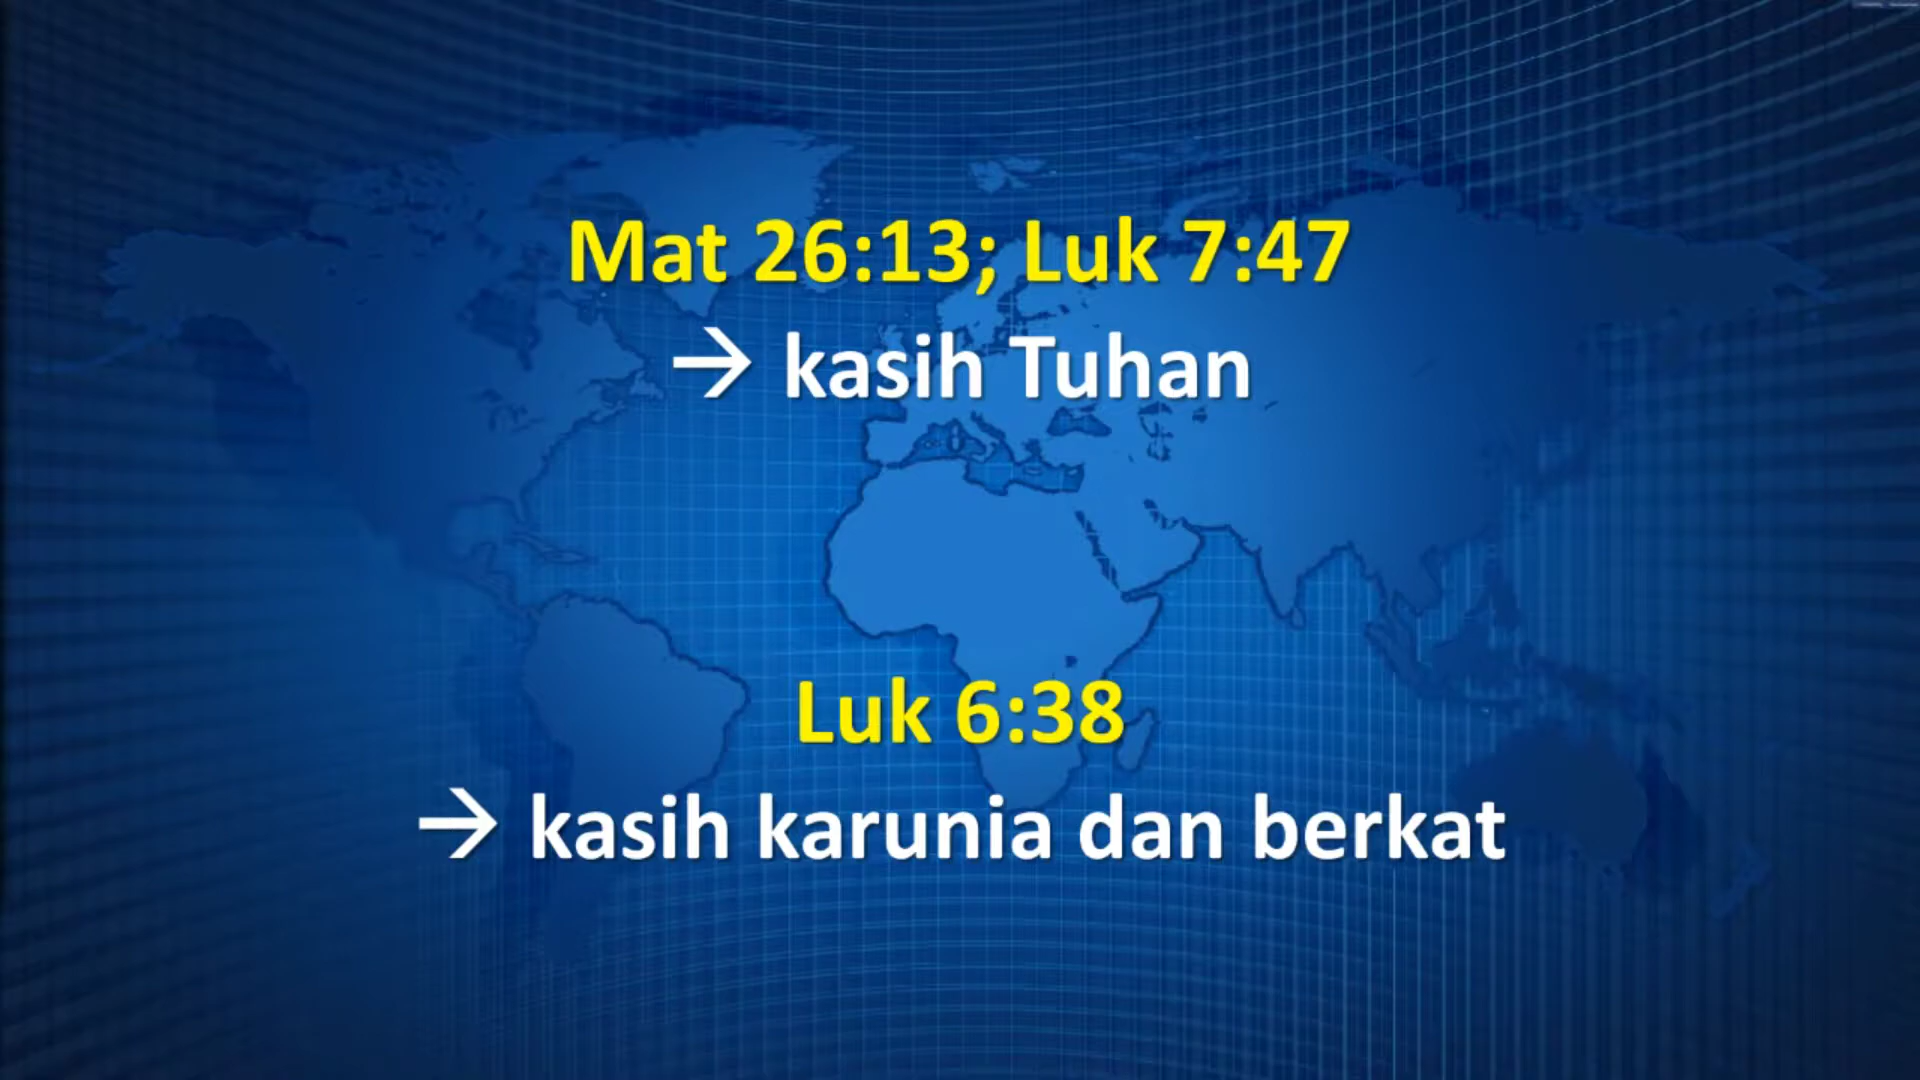 Mat 26:13; Luk 7:47
→ kasih Tuhan
Luk 6:38
→ kasih karunia dan berkat